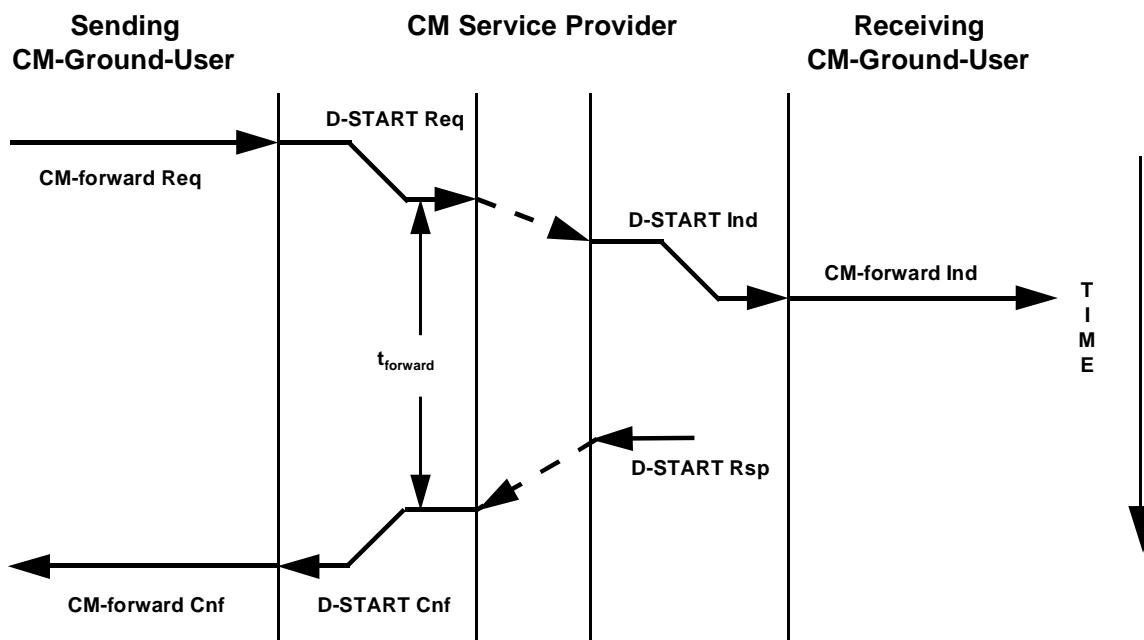 Sending
CM-Ground-User
CM Service Provider
Receiving
CM-Ground-User
D-START Req
CM-forward Req
D-START Ind
CM-forward Ind
T
I
M
E
tforward
D-START Rsp
CM-forward Cnf
D-START Cnf